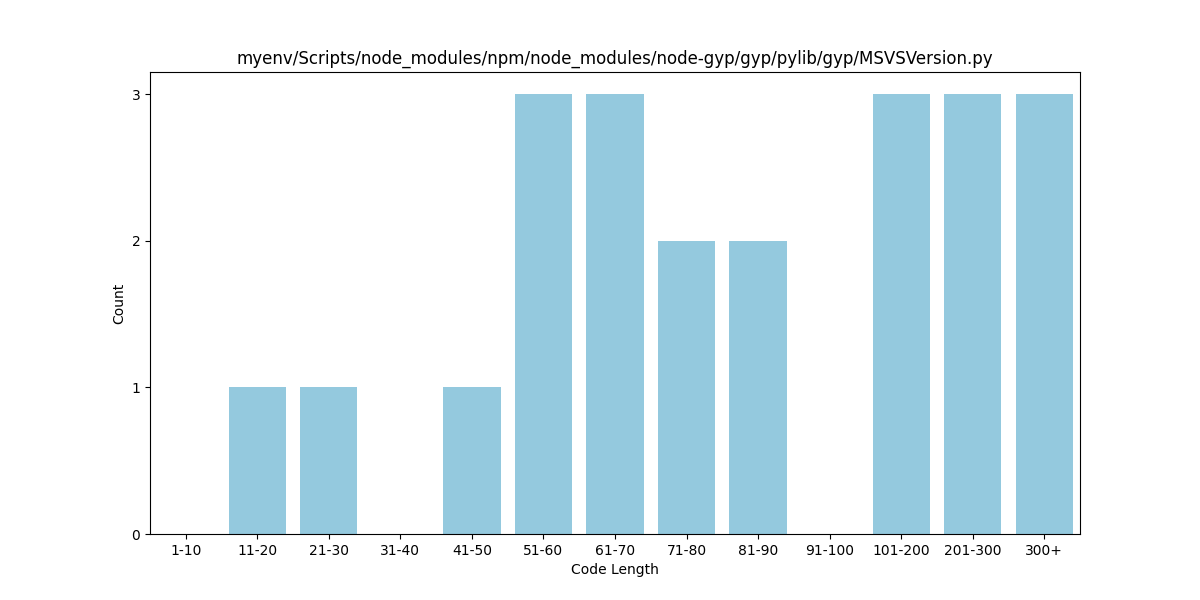 myenv/Scripts/node_modules/npm/node_modules/node-gyp/gyp/pylib/gyp/MSVSVersion.py
3
2
1
0
Count
1-10 11-20 21-30 31-40 41-50 51-60 61-70 71-80 81-90 91-100 101-200 201-300 300+
Code Length